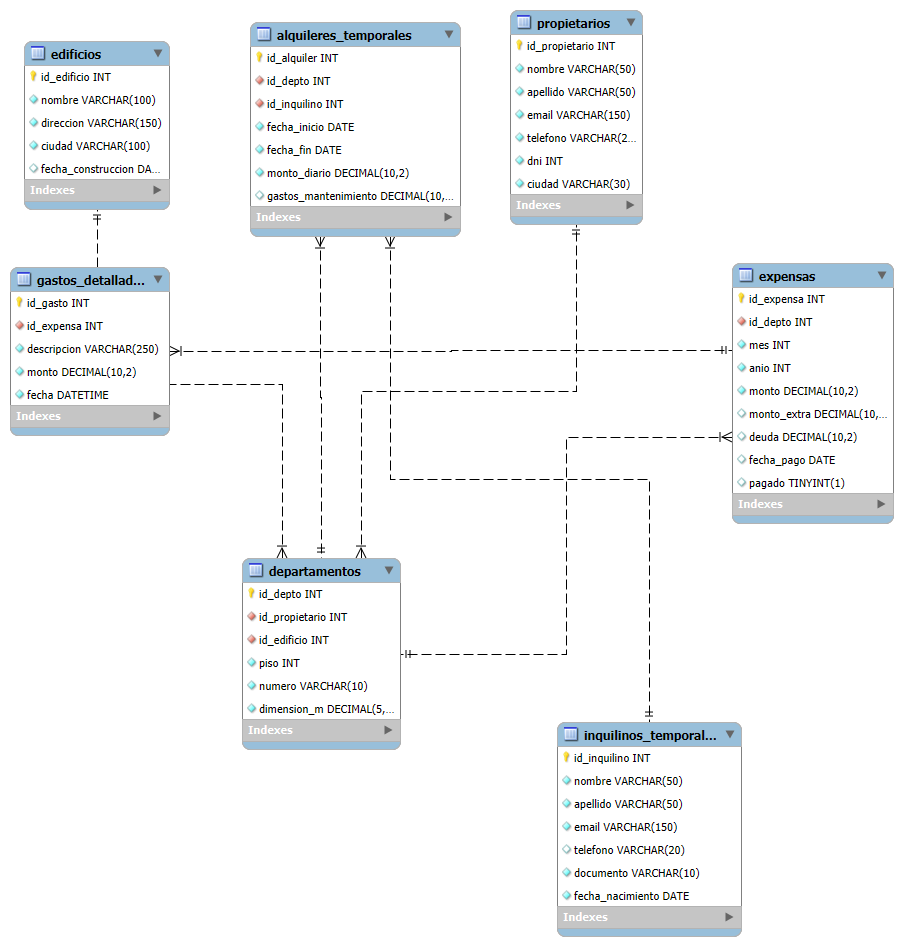 edificios
id_edificio INT
nombre VARCHAR(100)
direccion VARCHAR(150)
ciudad VARCHAR(100)
fecha_construccion DA...
Indexes
alquileres_temporales
id_alquiler INT
id_depto INT
id_inquilino INT
fecha_inicio DATE
fecha_fin DATE
monto_diario DECIMAL(10,2)
gastos_mantenimiento DECIMAL(10,...
Indexes
propietarios
id_propietario INT
nombre VARCHAR(50)
apellido VARCHAR(50)
email VARCHAR(150)
telefono VARCHAR(2...
dni INT
ciudad VARCHAR(30)
Indexes
gastos_detallad...
id_gasto INT
id_expensa INT
descripcion VARCHAR(250)
monto DECIMAL(10,2)
fecha DATETIME
Indexes
expensas
id_expensa INT
id_depto INT
mes INT
anio INT
monto DECIMAL(10,2)
monto_extra DECIMAL(10,...
deuda DECIMAL(10,2)
fecha_pago DATE
pagado TINYINT(1)
Indexes
departamentos
id_depto INT
id_propietario INT
id_edificio INT
piso INT
numero VARCHAR(10)
dimension_m DECIMAL(5,...
Indexes
inquilinos_temporal...
id_inquilino INT
nombre VARCHAR(50)
apellido VARCHAR(50)
email VARCHAR(150)
telefono VARCHAR(20)
documento VARCHAR(10)
fecha_nacimiento DATE
Indexes